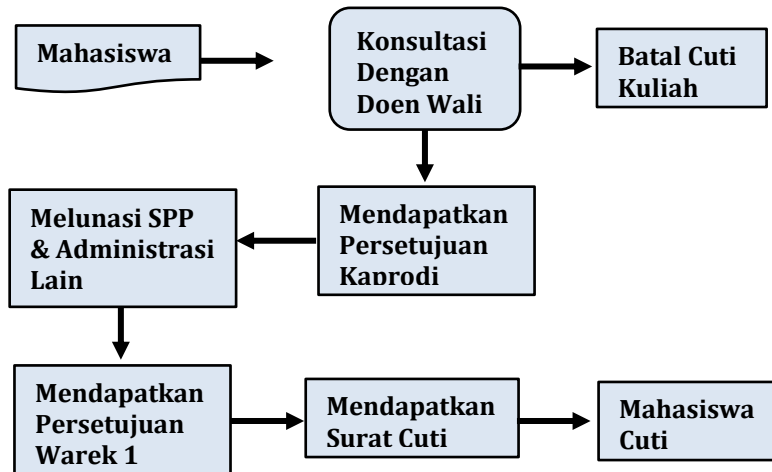 Mahasiswa
Konsultasi
Dengan
Doen Wali
Batal Cuti
Kuliah
Mendapatkan
Persetujuan
Kaprodi
Melunasi SPP
& Administrasi
Lain
Mendapatkan
Persetujuan
Warek 1
Mendapatkan
Surat Cuti
Mahasiswa
Cuti